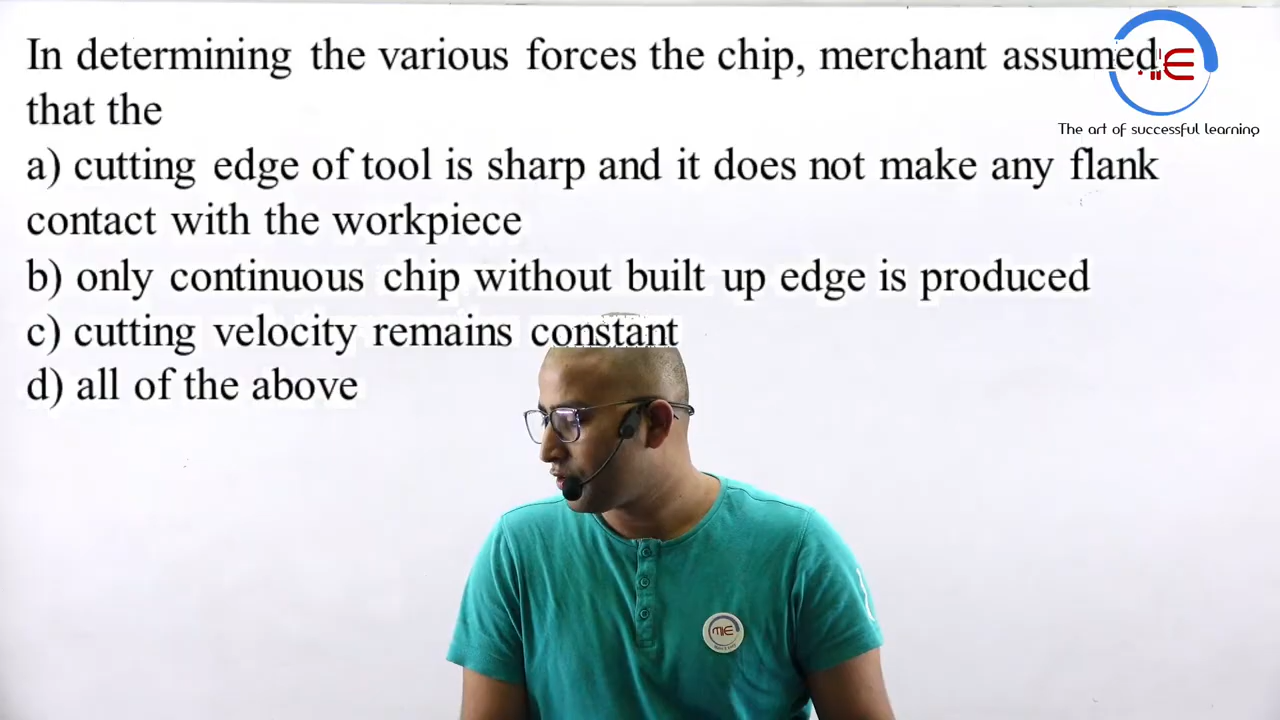 In determining the various forces the chip, merchant assumed
that the
a) cutting edge of tool is sharp and it does not make any flank
contact with the workpiece
b) only continuous chip without built up edge is produced
c) cutting velocity remains constant
d) all of the above
MIE
The art of successful learning
MIE